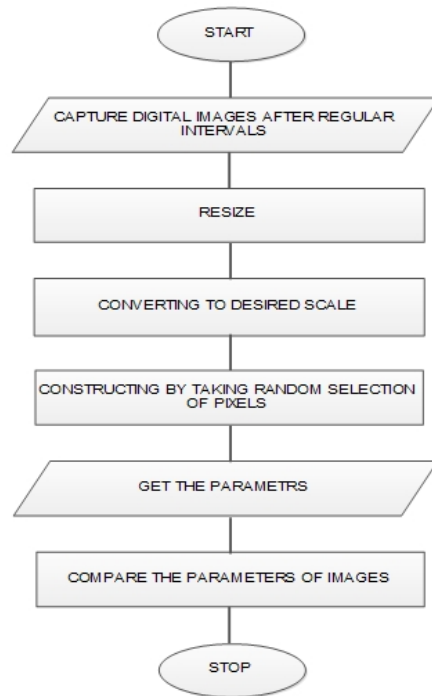 START
CAPTURE DIGITAL IMAGES AFTER REGULAR
INTERVALS
RESIZE
CONVERTING TO DESIRED SCALE
CONSTRUCTING BY TAKING RANDOM SELECTION
OF PIXELS
GET THE PARAMETRS
COMPARE THE PARAMETERS OF IMAGES
STOP